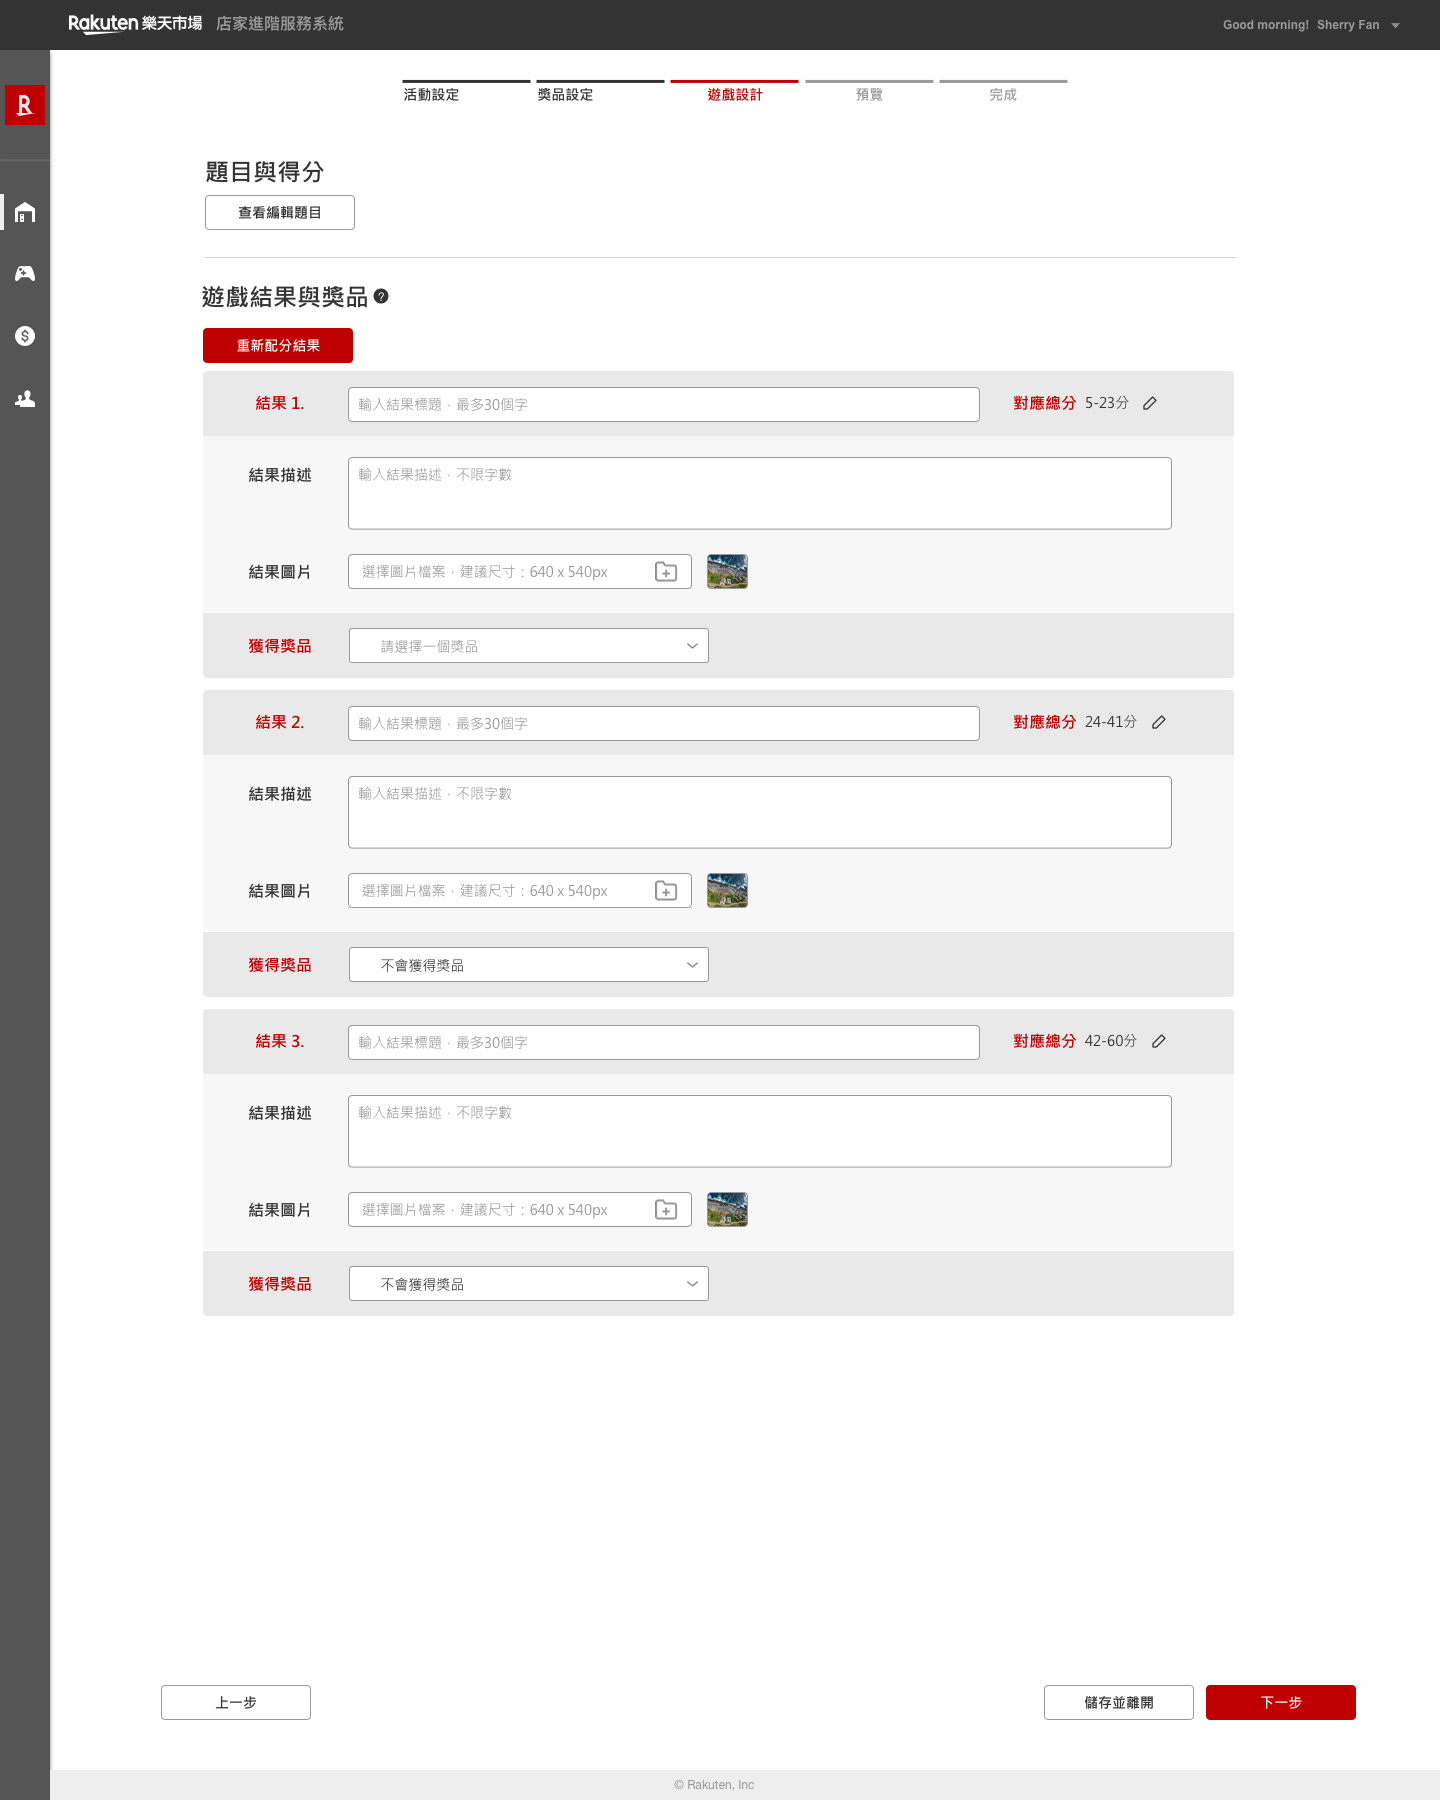 Rakuten 樂天市場 店家進階服務系統
Good morning! Sherry Fan
R
活動設定 獎品設定 遊戲設計 預覽 完成
題目與得分
查看編輯題目
遊戲結果與獎品 ?
重新配分結果
結果 1. 輸入結果標題，最多30個字 對應總分 5-23分
結果描述 輸入結果描述，不限字數
結果圖片 選擇圖片檔案，建議尺寸：640 x 540px
獲得獎品 請選擇一個獎品
結果 2. 輸入結果標題，最多30個字 對應總分 24-41分
結果描述 輸入結果描述，不限字數
結果圖片 選擇圖片檔案，建議尺寸：640 x 540px
獲得獎品 不會獲得獎品
結果 3. 輸入結果標題，最多30個字 對應總分 42-60分
結果描述 輸入結果描述，不限字數
結果圖片 選擇圖片檔案，建議尺寸：640 x 540px
獲得獎品 不會獲得獎品
上一步 儲存並離開 下一步
© Rakuten, Inc